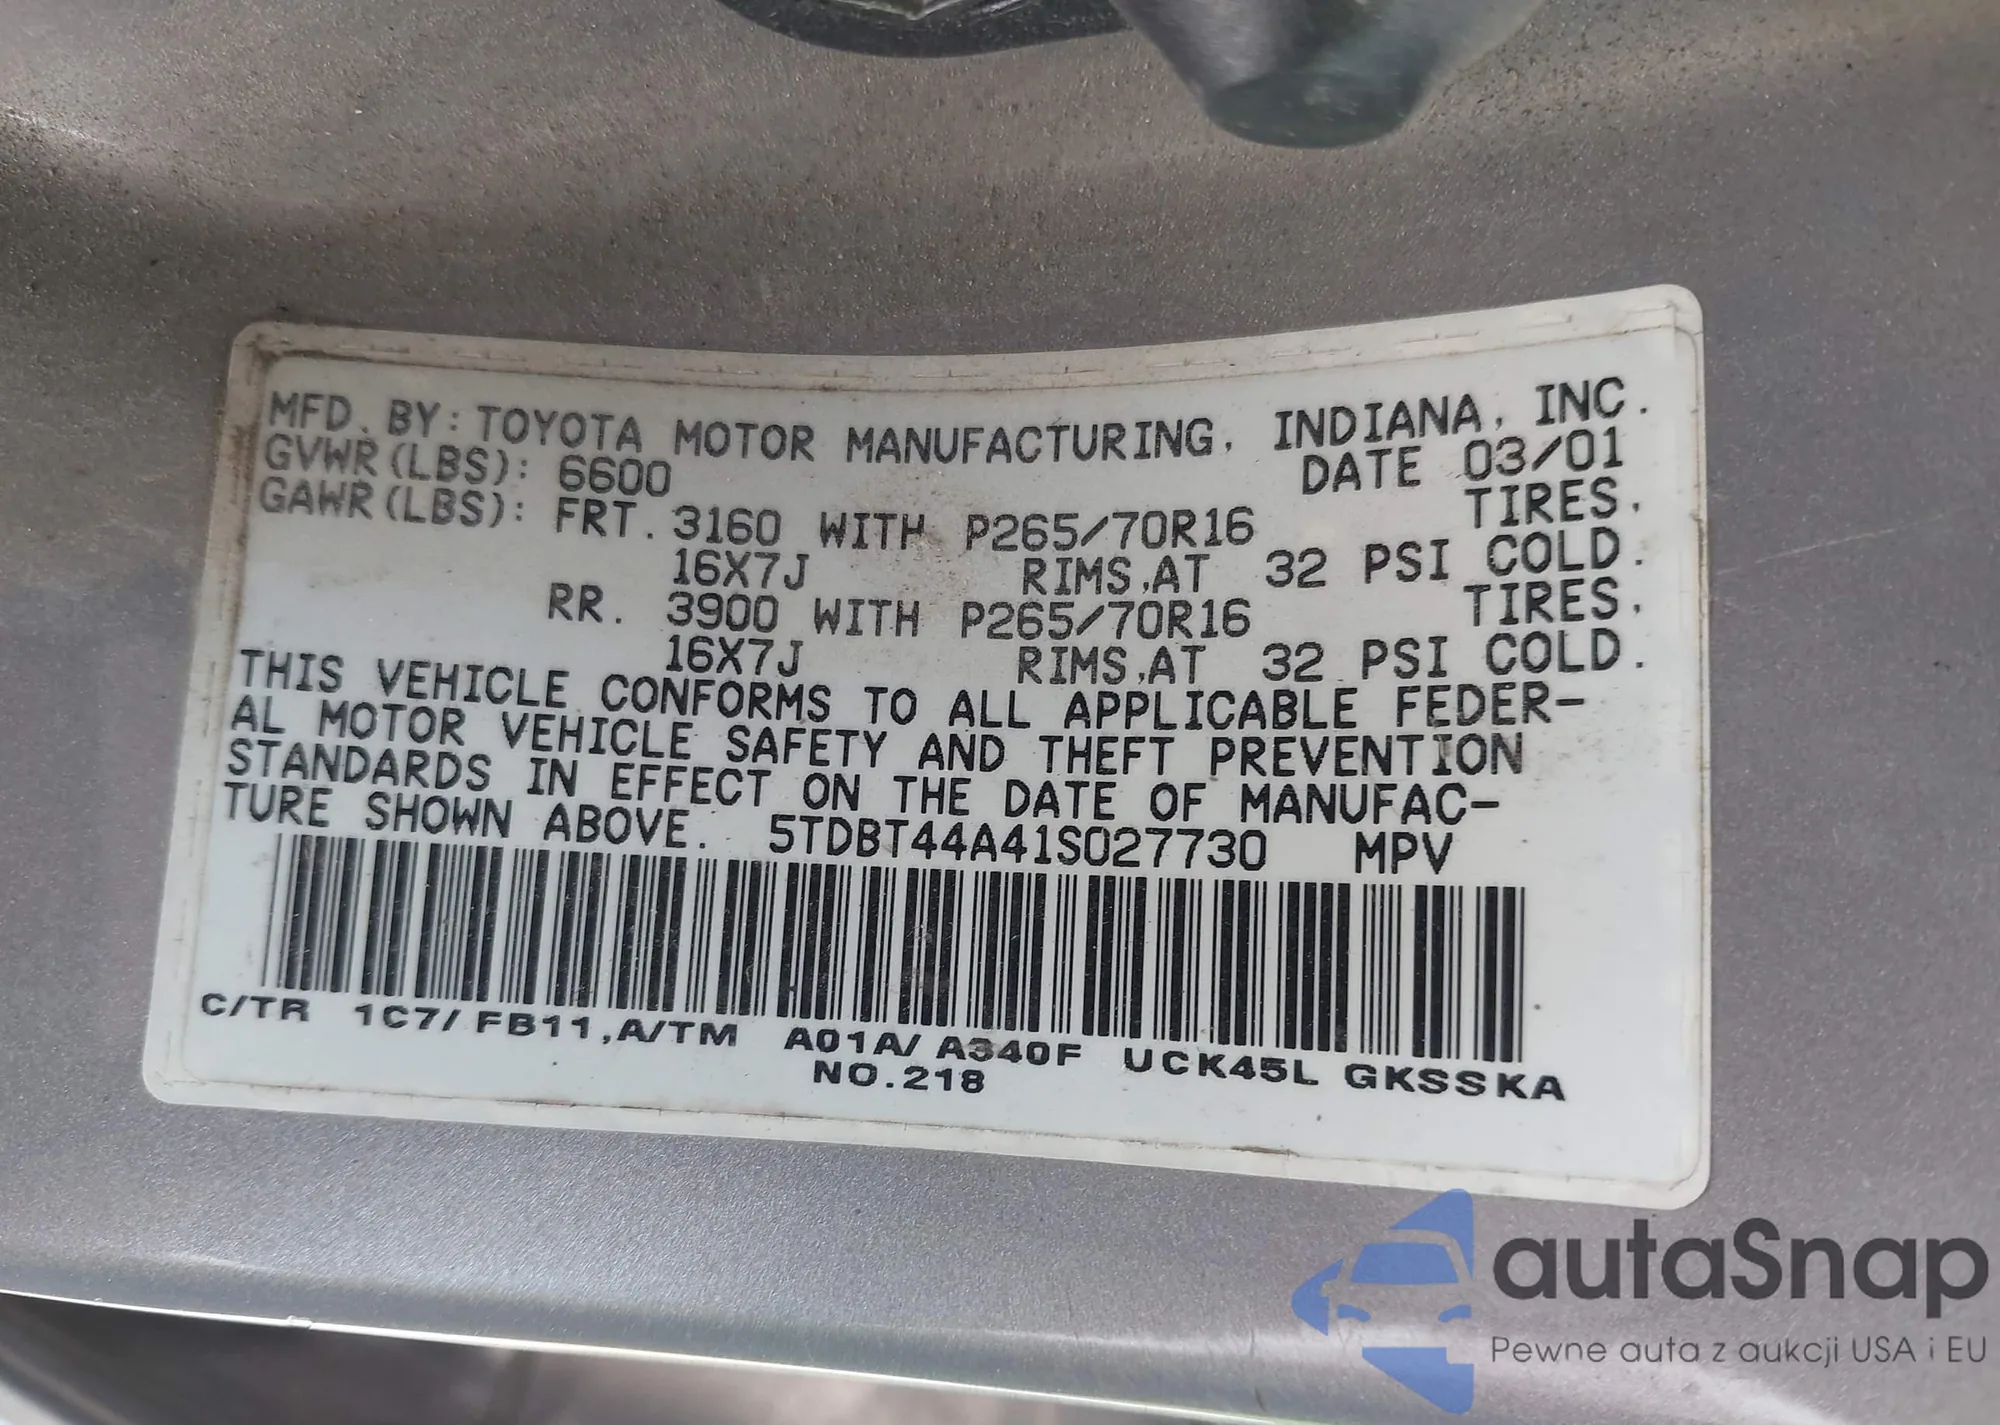 MFD. BY: TOYOTA MOTOR MANUFACTURING, INDIANA, INC.
GVWR(LBS): 6600 DATE 03/01
GAWR(LBS): FRT. 3160 WITH P265/70R16 TIRES.
16X7J RIMS,AT 32 PSI COLD.
RR. 3900 WITH P265/70R16 TIRES,
16X7J RIMS,AT 32 PSI COLD.
THIS VEHICLE CONFORMS TO ALL APPLICABLE FEDER-
AL MOTOR VEHICLE SAFETY AND THEFT PREVENTION
STANDARDS IN EFFECT ON THE DATE OF MANUFAC-
TURE SHOWN ABOVE. 5TDBT44A41S027730 MPV
C/TR 1C7/FB11,A/TM A01A/A340F UCK45L GKSSKA
NO.218
autaSnap
Pewne auta z aukcji USA i EU